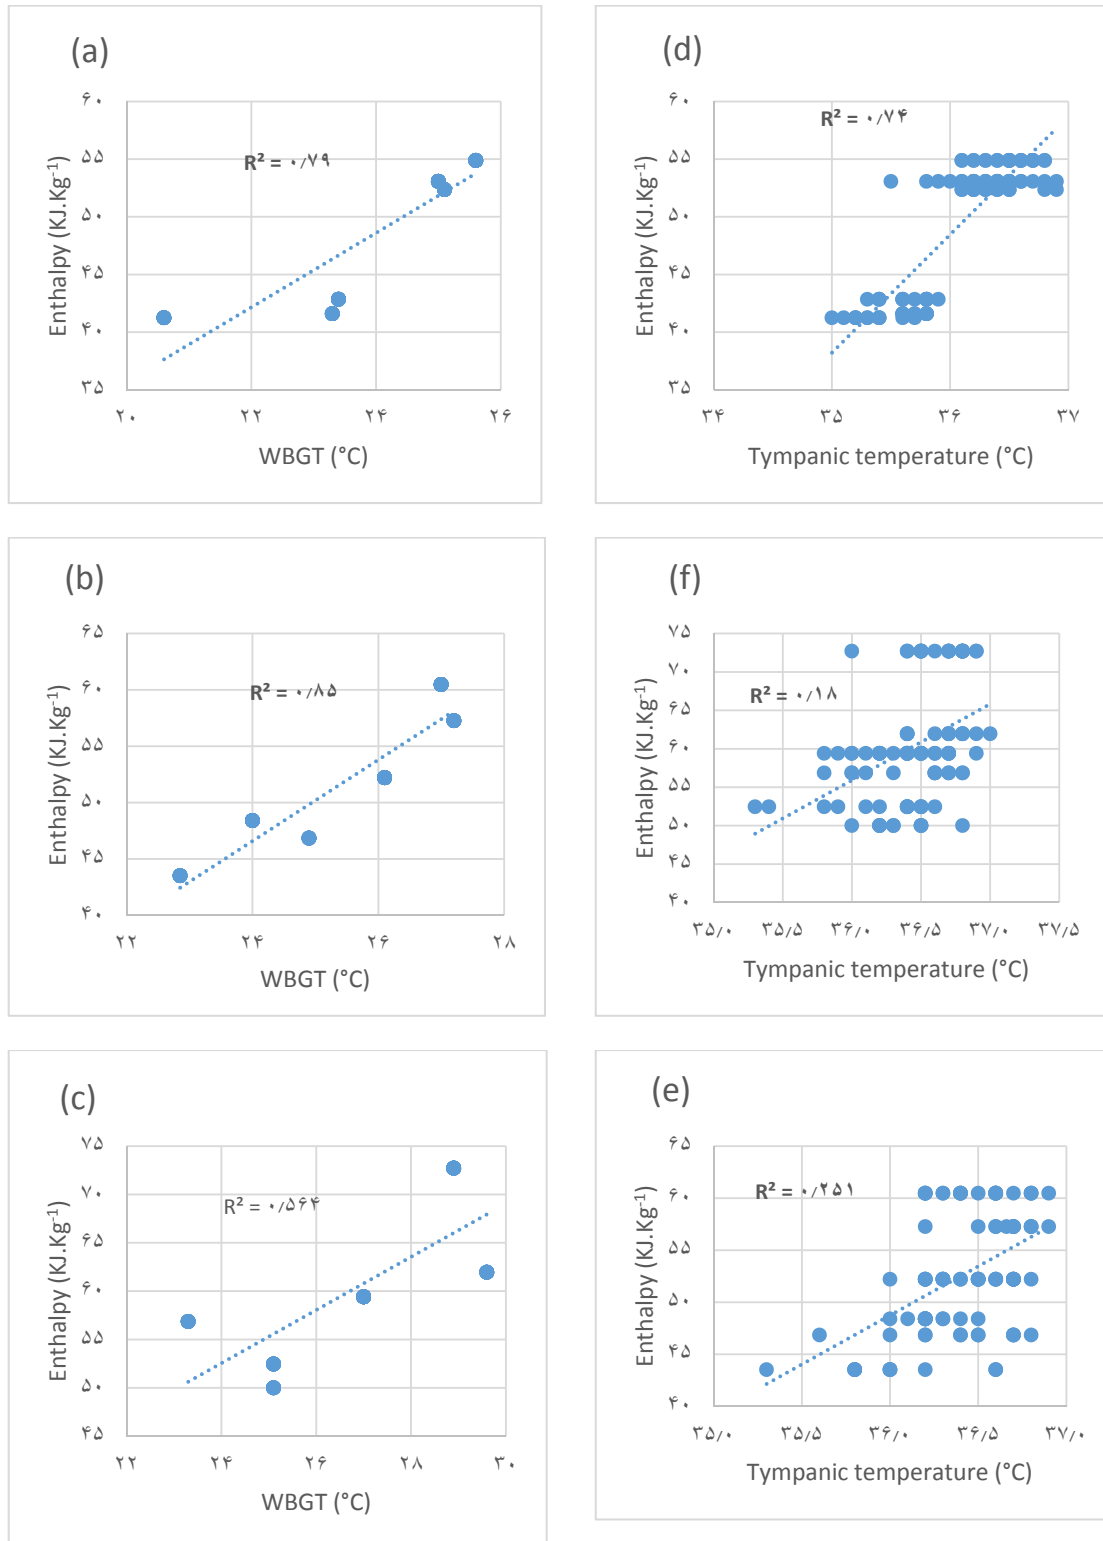 (a)
۶۰
۵۵
۵۰
۴۵
۴۰
۳۵
Enthalpy (KJ.Kg⁻¹)
R² = ۰/۷۹
۲۰ ۲۲ ۲۴ ۲۶
WBGT (°C)
(d)
۶۰
۵۵
۵۰
۴۵
۴۰
۳۵
Enthalpy (KJ.Kg⁻¹)
R² = ۰/۷۴
۳۴ ۳۵ ۳۶ ۳۷
Tympanic temperature (°C)
(b)
۶۵
۶۰
۵۵
۵۰
۴۵
۴۰
Enthalpy (KJ.Kg⁻¹)
R² = ۰/۸۵
۲۲ ۲۴ ۲۶ ۲۸
WBGT (°C)
(f)
۷۵
۷۰
۶۵
۶۰
۵۵
۵۰
۴۵
۴۰
Enthalpy (KJ.Kg⁻¹)
R² = ۰/۱۸
۳۵/۰ ۳۵/۵ ۳۶/۰ ۳۶/۵ ۳۷/۰ ۳۷/۵
Tympanic temperature (°C)
(c)
۷۵
۷۰
۶۵
۶۰
۵۵
۵۰
۴۵
Enthalpy (KJ.Kg⁻¹)
R² = ۰/۵۶۴
۲۲ ۲۴ ۲۶ ۲۸ ۳۰
WBGT (°C)
(e)
۶۵
۶۰
۵۵
۵۰
۴۵
۴۰
Enthalpy (KJ.Kg⁻¹)
R² = ۰/۲۵۱
۳۵/۰ ۳۵/۵ ۳۶/۰ ۳۶/۵ ۳۷/۰
Tympanic temperature (°C)